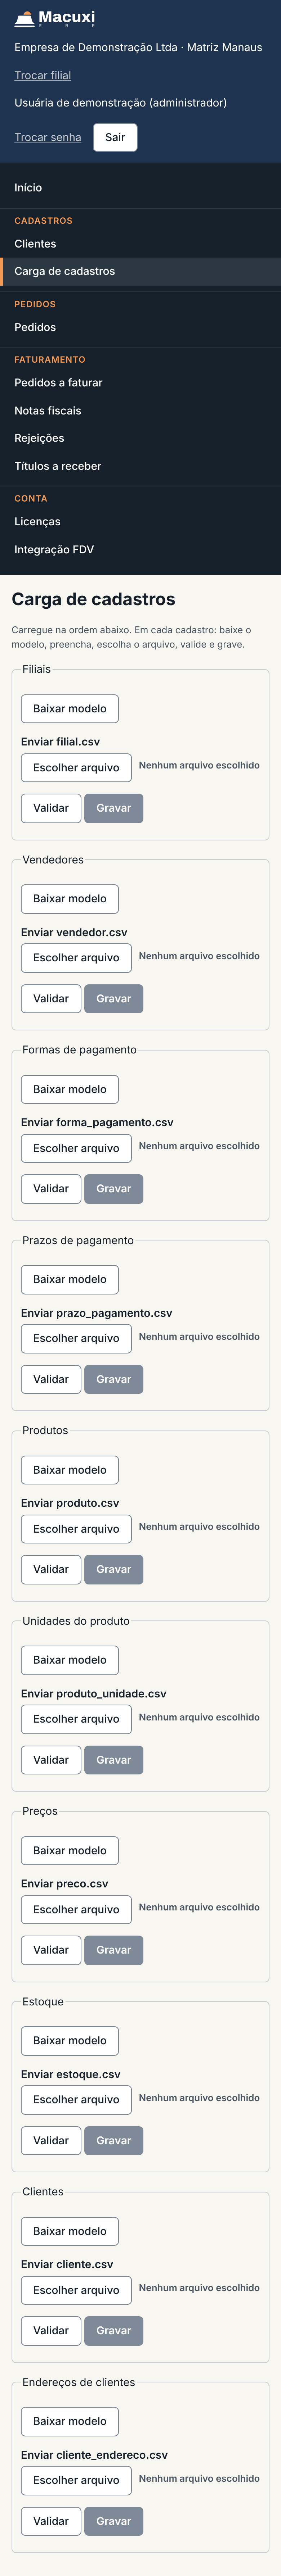 Macuxi
E R P
Empresa de Demonstração Ltda · Matriz Manaus
Trocar filial
Usuária de demonstração (administrador)
Trocar senha
Sair
Início
CADASTROS
Clientes
Carga de cadastros
PEDIDOS
Pedidos
FATURAMENTO
Pedidos a faturar
Notas fiscais
Rejeições
Títulos a receber
CONTA
Licenças
Integração FDV
Carga de cadastros
Carregue na ordem abaixo. Em cada cadastro: baixe o
modelo, preencha, escolha o arquivo, valide e grave.
Filiais
Baixar modelo
Enviar filial.csv
Escolher arquivo Nenhum arquivo escolhido
Validar Gravar
Vendedores
Baixar modelo
Enviar vendedor.csv
Escolher arquivo Nenhum arquivo escolhido
Validar Gravar
Formas de pagamento
Baixar modelo
Enviar forma_pagamento.csv
Escolher arquivo Nenhum arquivo escolhido
Validar Gravar
Prazos de pagamento
Baixar modelo
Enviar prazo_pagamento.csv
Escolher arquivo Nenhum arquivo escolhido
Validar Gravar
Produtos
Baixar modelo
Enviar produto.csv
Escolher arquivo Nenhum arquivo escolhido
Validar Gravar
Unidades do produto
Baixar modelo
Enviar produto_unidade.csv
Escolher arquivo Nenhum arquivo escolhido
Validar Gravar
Preços
Baixar modelo
Enviar preco.csv
Escolher arquivo Nenhum arquivo escolhido
Validar Gravar
Estoque
Baixar modelo
Enviar estoque.csv
Escolher arquivo Nenhum arquivo escolhido
Validar Gravar
Clientes
Baixar modelo
Enviar cliente.csv
Escolher arquivo Nenhum arquivo escolhido
Validar Gravar
Endereços de clientes
Baixar modelo
Enviar cliente_endereco.csv
Escolher arquivo Nenhum arquivo escolhido
Validar Gravar